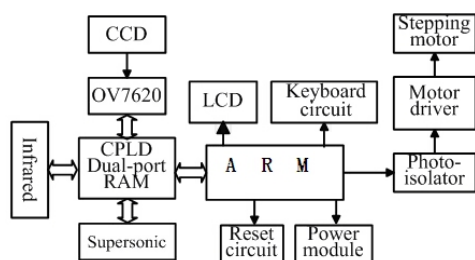 CCD
OV7620
Infrared
CPLD
Dual-port
RAM
Supersonic
LCD
Keyboard
circuit
A R M
Reset
circuit
Power
module
Stepping
motor
Motor
driver
Photo-
isolator